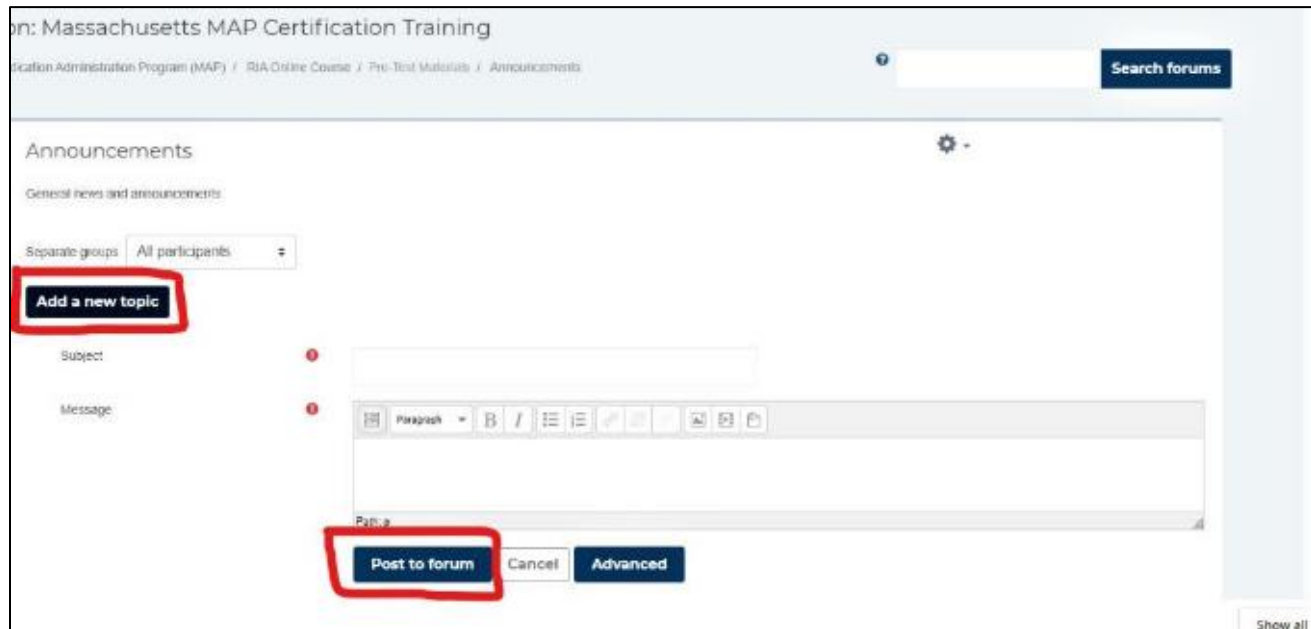 on: Massachusetts MAP Certification Training
dication Administration Program (MAP) / RIA Online Course / Pre-Test Materials / Announcements
Search forums
Announcements
General news and announcements
Separate groups All participants
Add a new topic
Subject
Message
Paragraph B I
Path: p
Post to forum Cancel Advanced
Show all